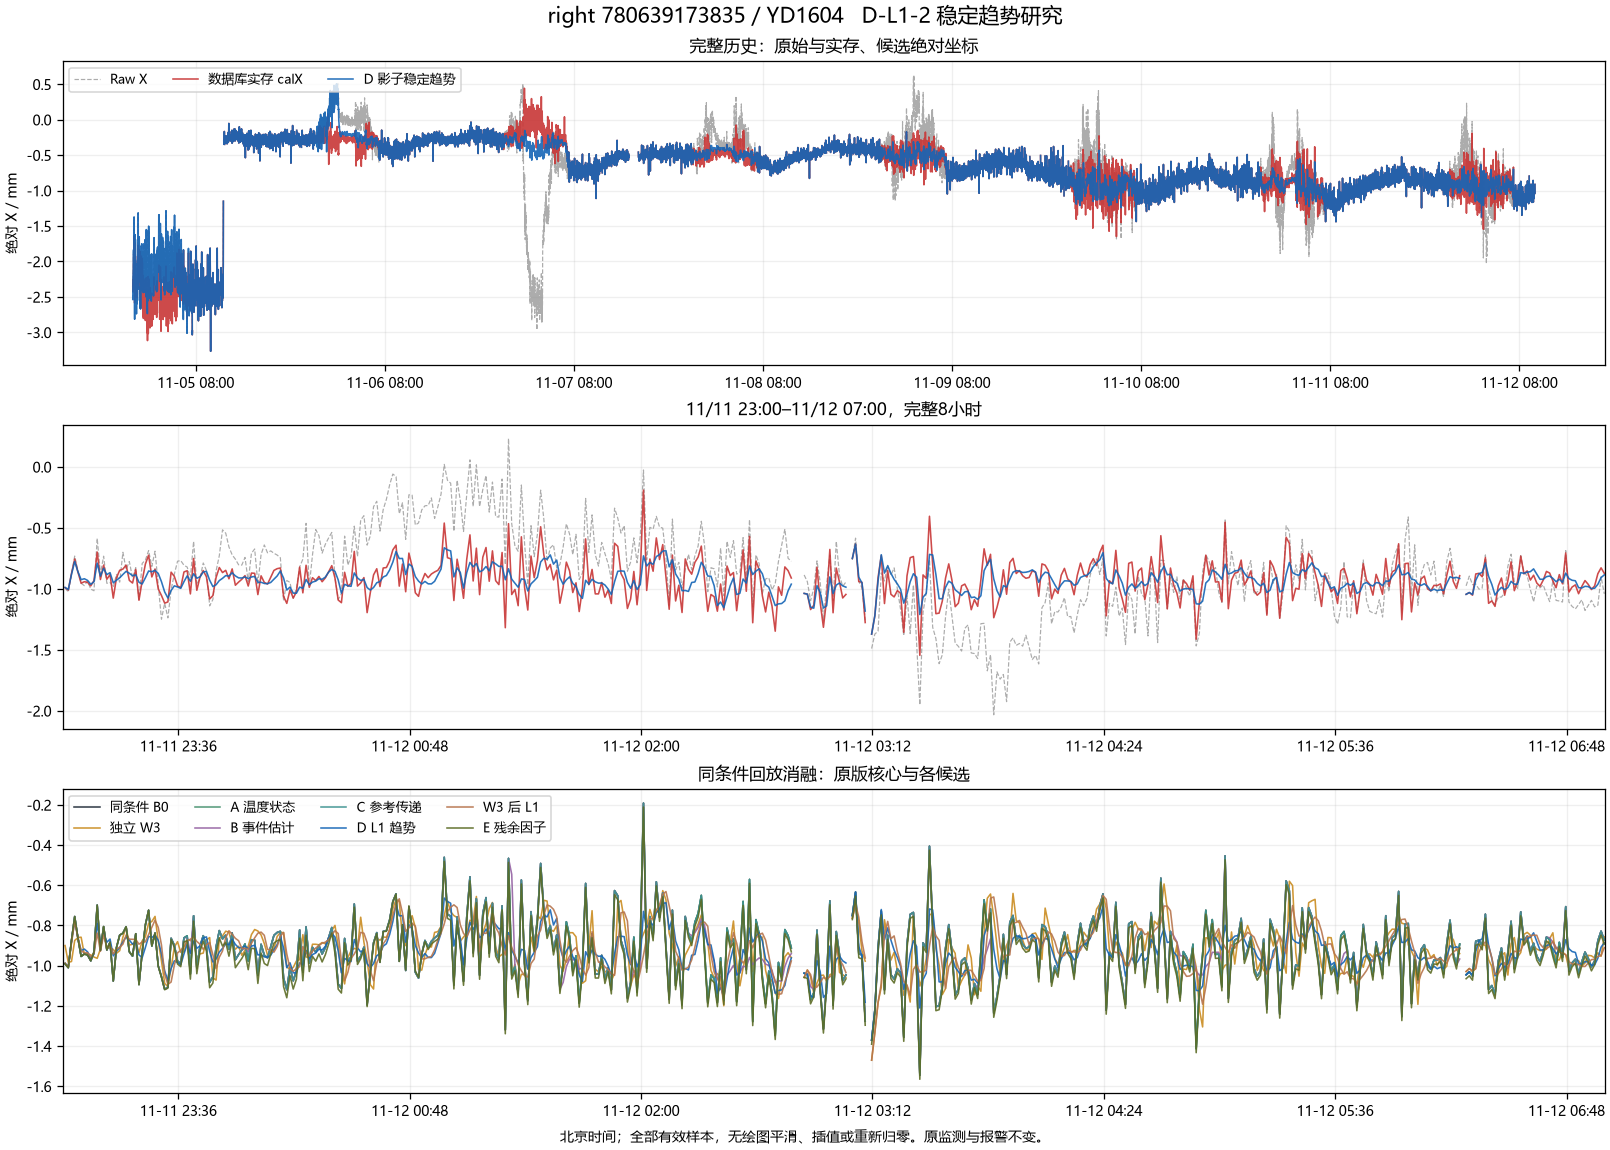 right 780639173835 / YD1604   D-L1-2 稳定趋势研究
完整历史：原始与实存、候选绝对坐标
Raw X   数据库实存 calX   D 影子稳定趋势
绝对 X / mm
0.5
0.0
-0.5
-1.0
-1.5
-2.0
-2.5
-3.0
11-05 08:00   11-06 08:00   11-07 08:00   11-08 08:00   11-09 08:00   11-10 08:00   11-11 08:00   11-12 08:00
11/11 23:00–11/12 07:00，完整8小时
绝对 X / mm
0.0
-0.5
-1.0
-1.5
-2.0
11-11 23:36   11-12 00:48   11-12 02:00   11-12 03:12   11-12 04:24   11-12 05:36   11-12 06:48
同条件回放消融：原版核心与各候选
同条件 B0   A 温度状态   C 参考传递   W3 后 L1
独立 W3   B 事件估计   D L1 趋势   E 残余因子
绝对 X / mm
-0.2
-0.4
-0.6
-0.8
-1.0
-1.2
-1.4
-1.6
11-11 23:36   11-12 00:48   11-12 02:00   11-12 03:12   11-12 04:24   11-12 05:36   11-12 06:48
北京时间；全部有效样本，无绘图平滑、插值或重新归零。原监测与报警不变。